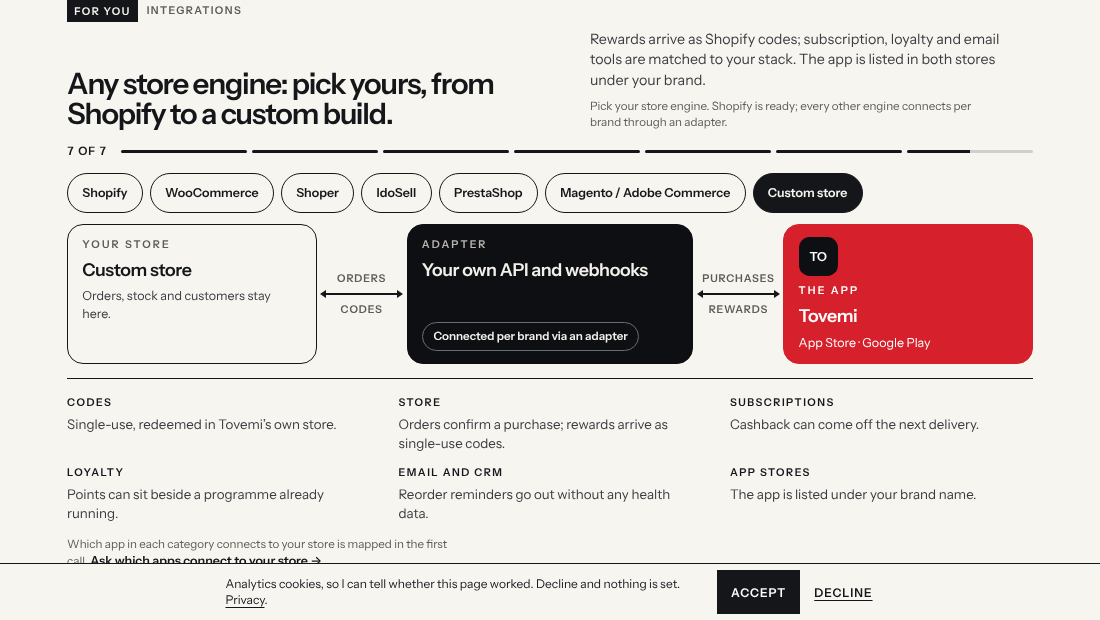 FOR YOU INTEGRATIONS
Any store engine: pick yours, from
Shopify to a custom build.
Rewards arrive as Shopify codes; subscription, loyalty and email
tools are matched to your stack. The app is listed in both stores
under your brand.
Pick your store engine. Shopify is ready; every other engine connects per
brand through an adapter.
7 OF 7
Shopify WooCommerce Shoper IdoSell PrestaShop Magento / Adobe Commerce Custom store
YOUR STORE
Custom store
Orders, stock and customers stay
here.
ORDERS
CODES
ADAPTER
Your own API and webhooks
Connected per brand via an adapter
PURCHASES
REWARDS
TO
THE APP
Tovemi
App Store · Google Play
CODES
Single-use, redeemed in Tovemi's own store.
STORE
Orders confirm a purchase; rewards arrive as
single-use codes.
SUBSCRIPTIONS
Cashback can come off the next delivery.
LOYALTY
Points can sit beside a programme already
running.
EMAIL AND CRM
Reorder reminders go out without any health
data.
APP STORES
The app is listed under your brand name.
Which app in each category connects to your store is mapped in the first
call. Ask which apps connect to your store →
Analytics cookies, so I can tell whether this page worked. Decline and nothing is set.
Privacy.
ACCEPT DECLINE